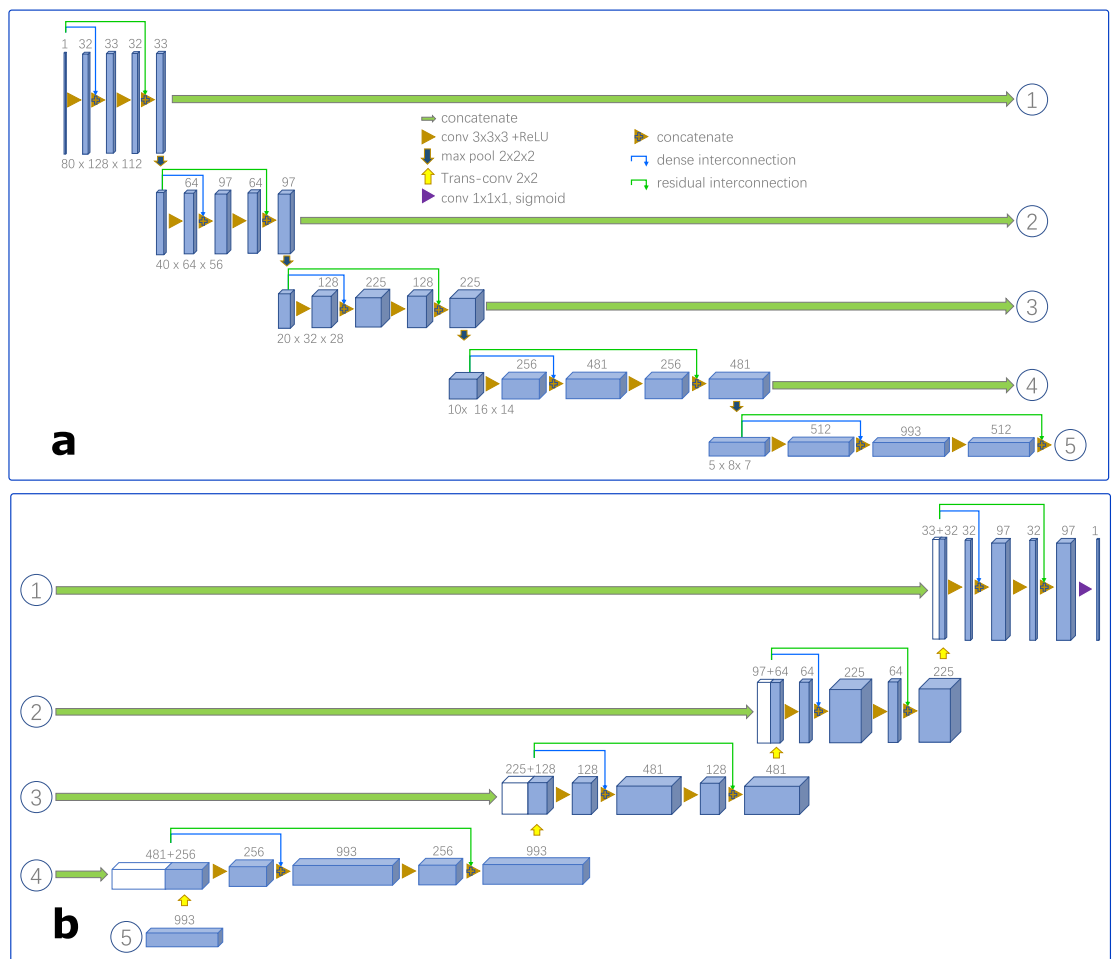 1 32 33 32 33
1
concatenate
conv 3x3x3 +ReLU
max pool 2x2x2
Trans-conv 2x2
conv 1x1x1, sigmoid
concatenate
dense interconnection
residual interconnection
80 x 128 x 112
64 97 64 97
2
40 x 64 x 56
128 225 128 225
3
20 x 32 x 28
256 481 256 481
4
10x 16 x 14
a
512 993 512
5
5 x 8x 7
33+32 32 97 32 97 1
1
97+64 64 225 64 225
2
225+128 128 481 128 481
3
481+256 256 993 256 993
4
b
993
5